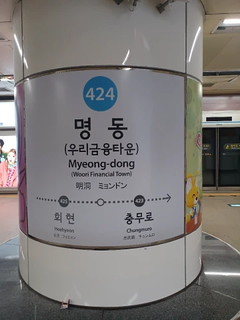 424
명동
(우리금융타운)
Myeong-dong
(Woori Financial Town)
明洞 ミョンドン
425 423
회현 충무로
Hoehyeon Chungmuro